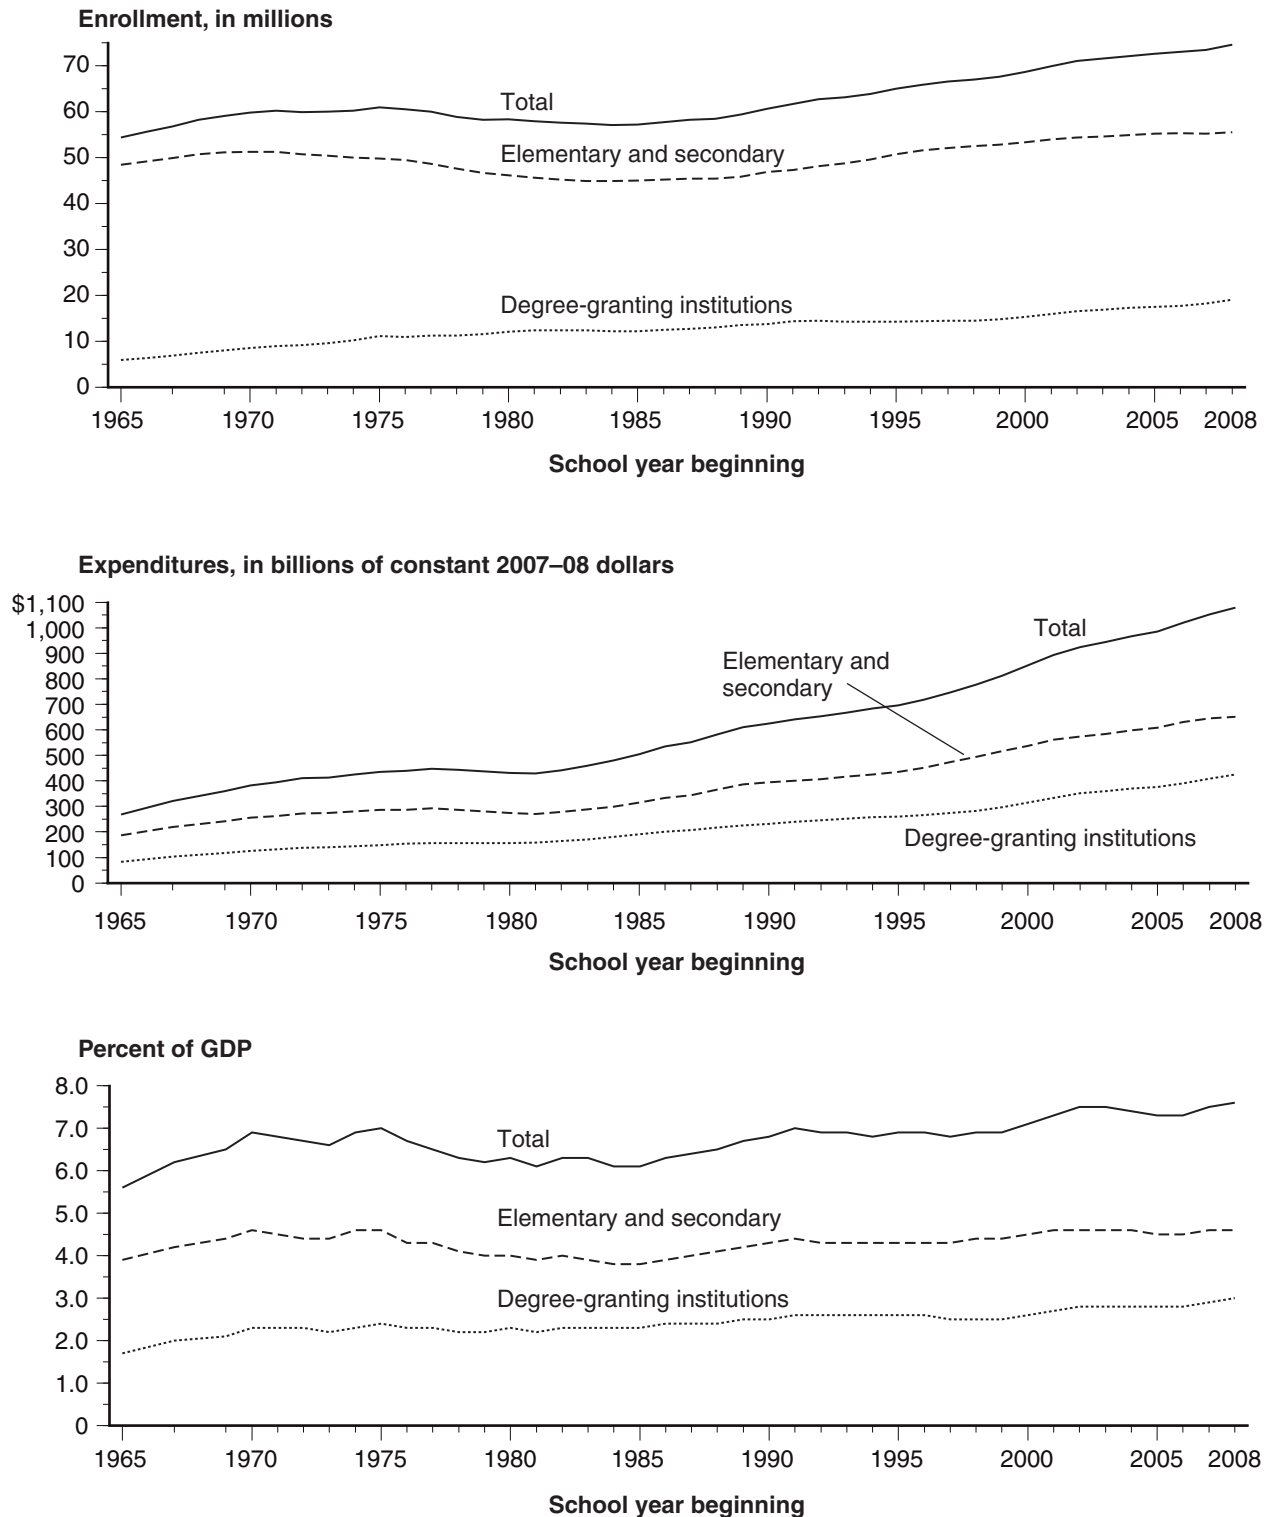 Enrollment, in millions
70
60
50
40
30
20
10
0
Total
Elementary and secondary
Degree-granting institutions
1965 1970 1975 1980 1985 1990 1995 2000 2005 2008
School year beginning
Expenditures, in billions of constant 2007–08 dollars
$1,100
1,000
900
800
700
600
500
400
300
200
100
0
Total
Elementary and
secondary
Degree-granting institutions
1965 1970 1975 1980 1985 1990 1995 2000 2005 2008
School year beginning
Percent of GDP
8.0
7.0
6.0
5.0
4.0
3.0
2.0
1.0
0
Total
Elementary and secondary
Degree-granting institutions
1965 1970 1975 1980 1985 1990 1995 2000 2005 2008
School year beginning